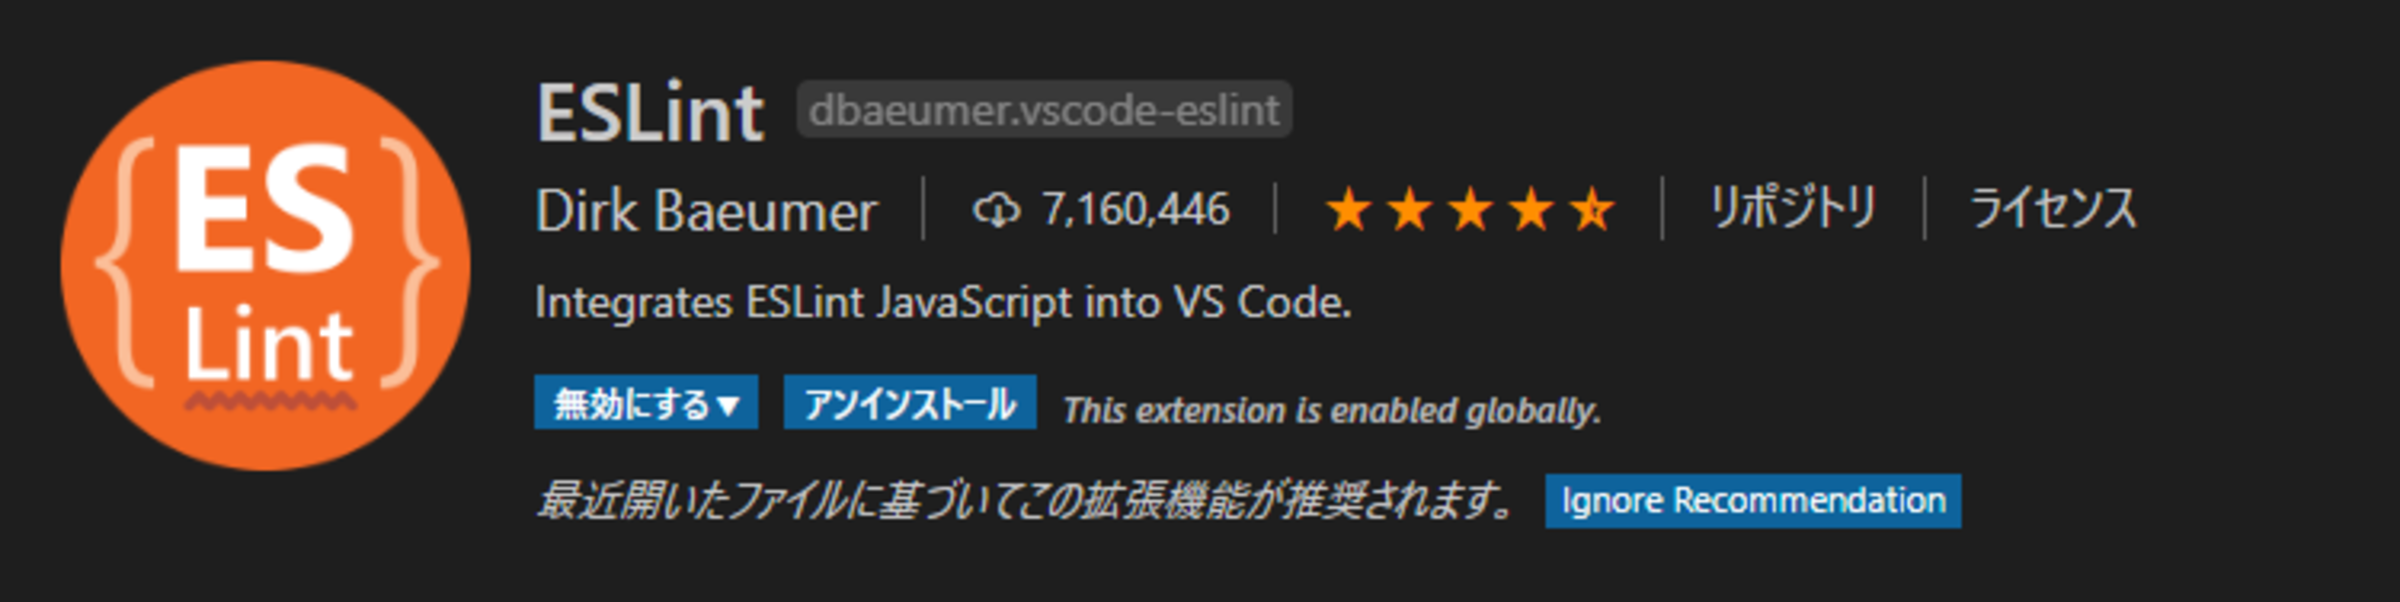 {ES}
Lint
ESLint dbaeumer.vscode-eslint
Dirk Baeumer | 7,160,446 | ★★★★⯪ | リポジトリ | ライセンス
Integrates ESLint JavaScript into VS Code.
無効にする▼ アンインストール This extension is enabled globally.
最近開いたファイルに基づいてこの拡張機能が推奨されます。 Ignore Recommendation